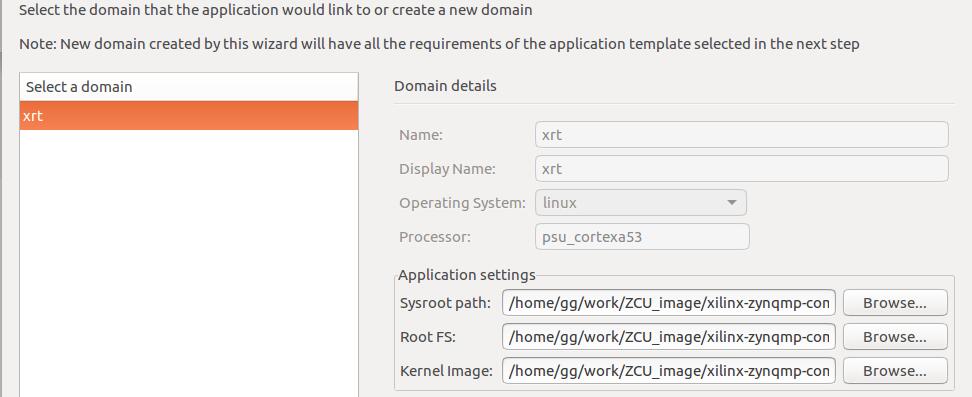 Select the domain that the application would link to or create a new domain
Note: New domain created by this wizard will have all the requirements of the application template selected in the next step
Select a domain
xrt
Domain details
Name: xrt
Display Name: xrt
Operating System: linux
Processor: psu_cortexa53
Application settings
Sysroot path: /home/gg/work/ZCU_image/xilinx-zynqmp-con Browse...
Root FS: /home/gg/work/ZCU_image/xilinx-zynqmp-con Browse...
Kernel Image: /home/gg/work/ZCU_image/xilinx-zynqmp-con Browse...